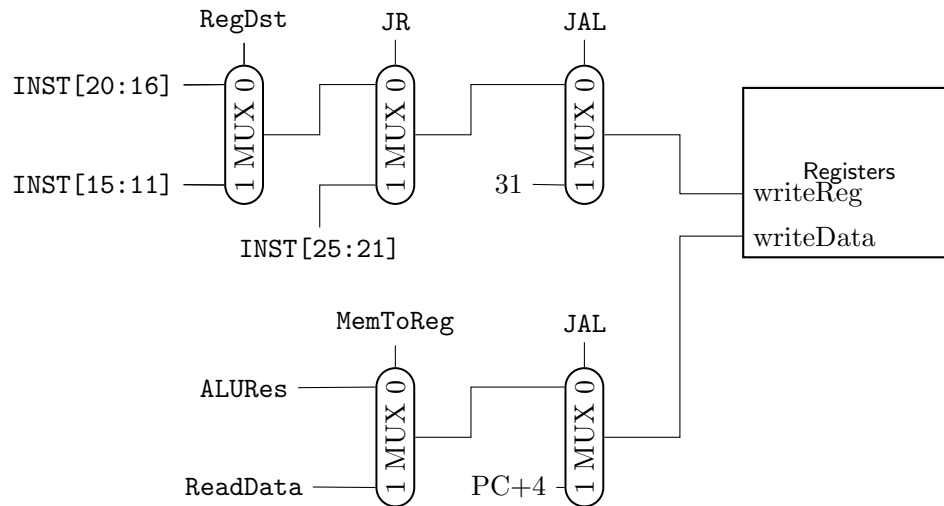 RegDst
JR
JAL
INST[20:16]
1 MUX 0
1 MUX 0
1 MUX 0
Registers
INST[15:11]
31
writeReg
INST[25:21]
writeData
MemToReg
JAL
ALURes
1 MUX 0
1 MUX 0
ReadData
PC+4